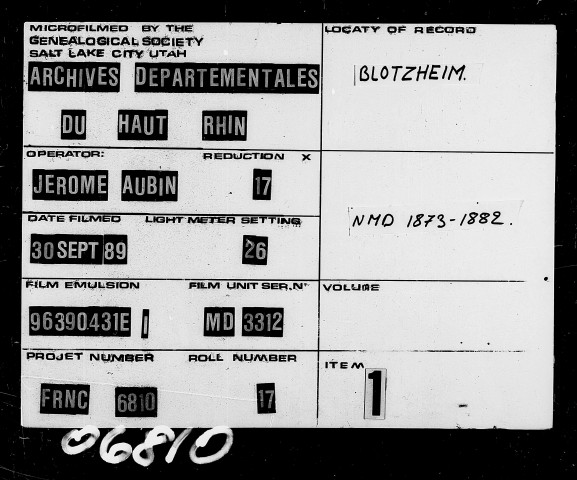 MICROFILMED BY THE
GENEALOGICAL SOCIETY
SALT LAKE CITY UTAH
ARCHIVES DEPARTEMENTALES
DU HAUT RHIN
OPERATOR: REDUCTION X
JEROME AUBIN 17
DATE FILMED LIGHT METER SETTING
30 SEPT 89 26
FILM EMULSION FILM UNIT SER.N°
96390431E 1 MD 3312
PROJET NUMBER ROLL NUMBER
FRNC 6810 17
LOCATY OF RECORD
BLOTZHEIM.
NMD 1873-1882.
VOLUME
ITEM
1
06810